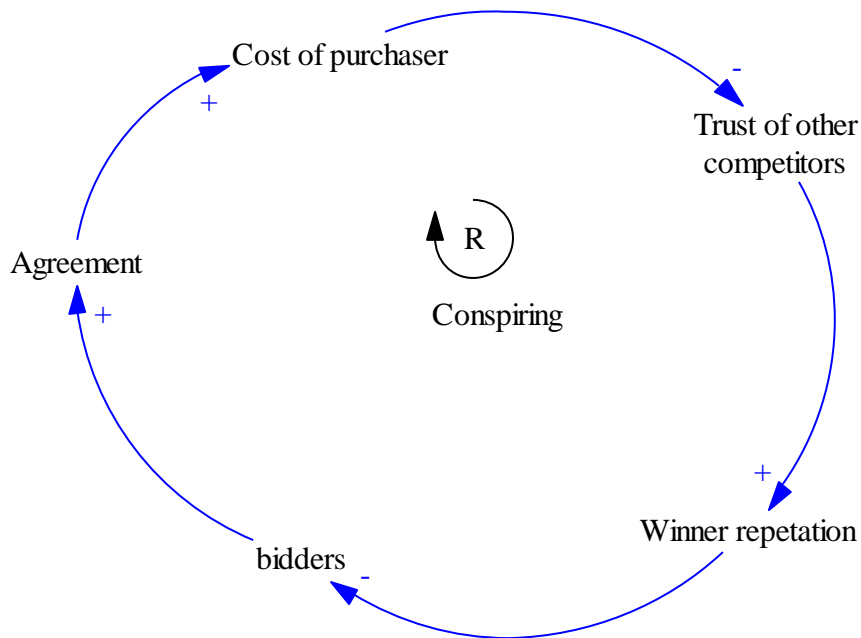 Cost of purchaser
-
+
Trust of other
competitors
R
Agreement
+
Conspiring
+
Winner repetation
bidders
-